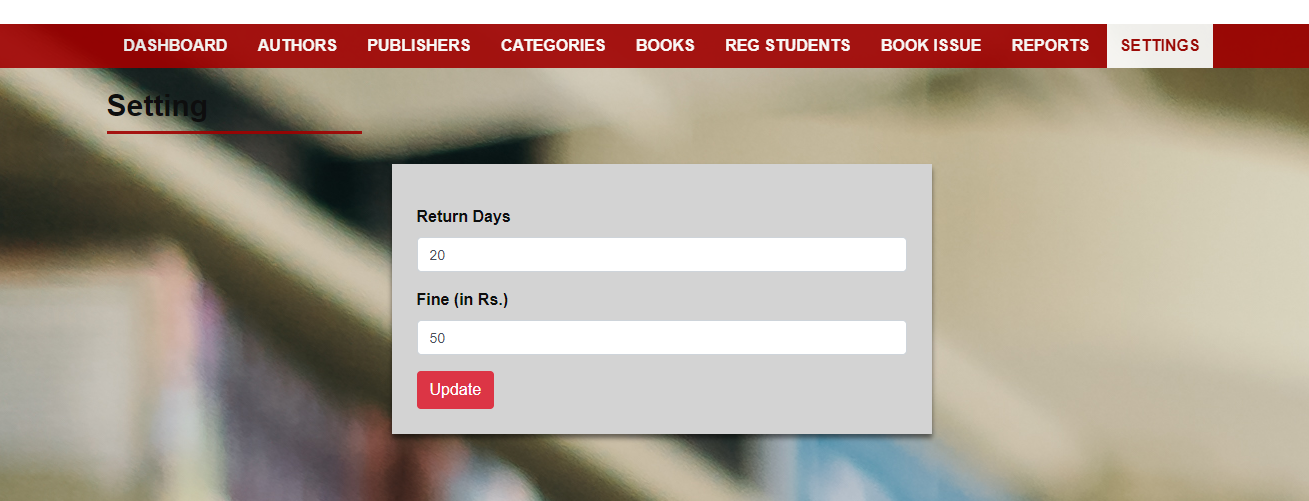 DASHBOARD AUTHORS PUBLISHERS CATEGORIES BOOKS REG STUDENTS BOOK ISSUE REPORTS SETTINGS
Setting
Return Days
20
Fine (in Rs.)
50
Update